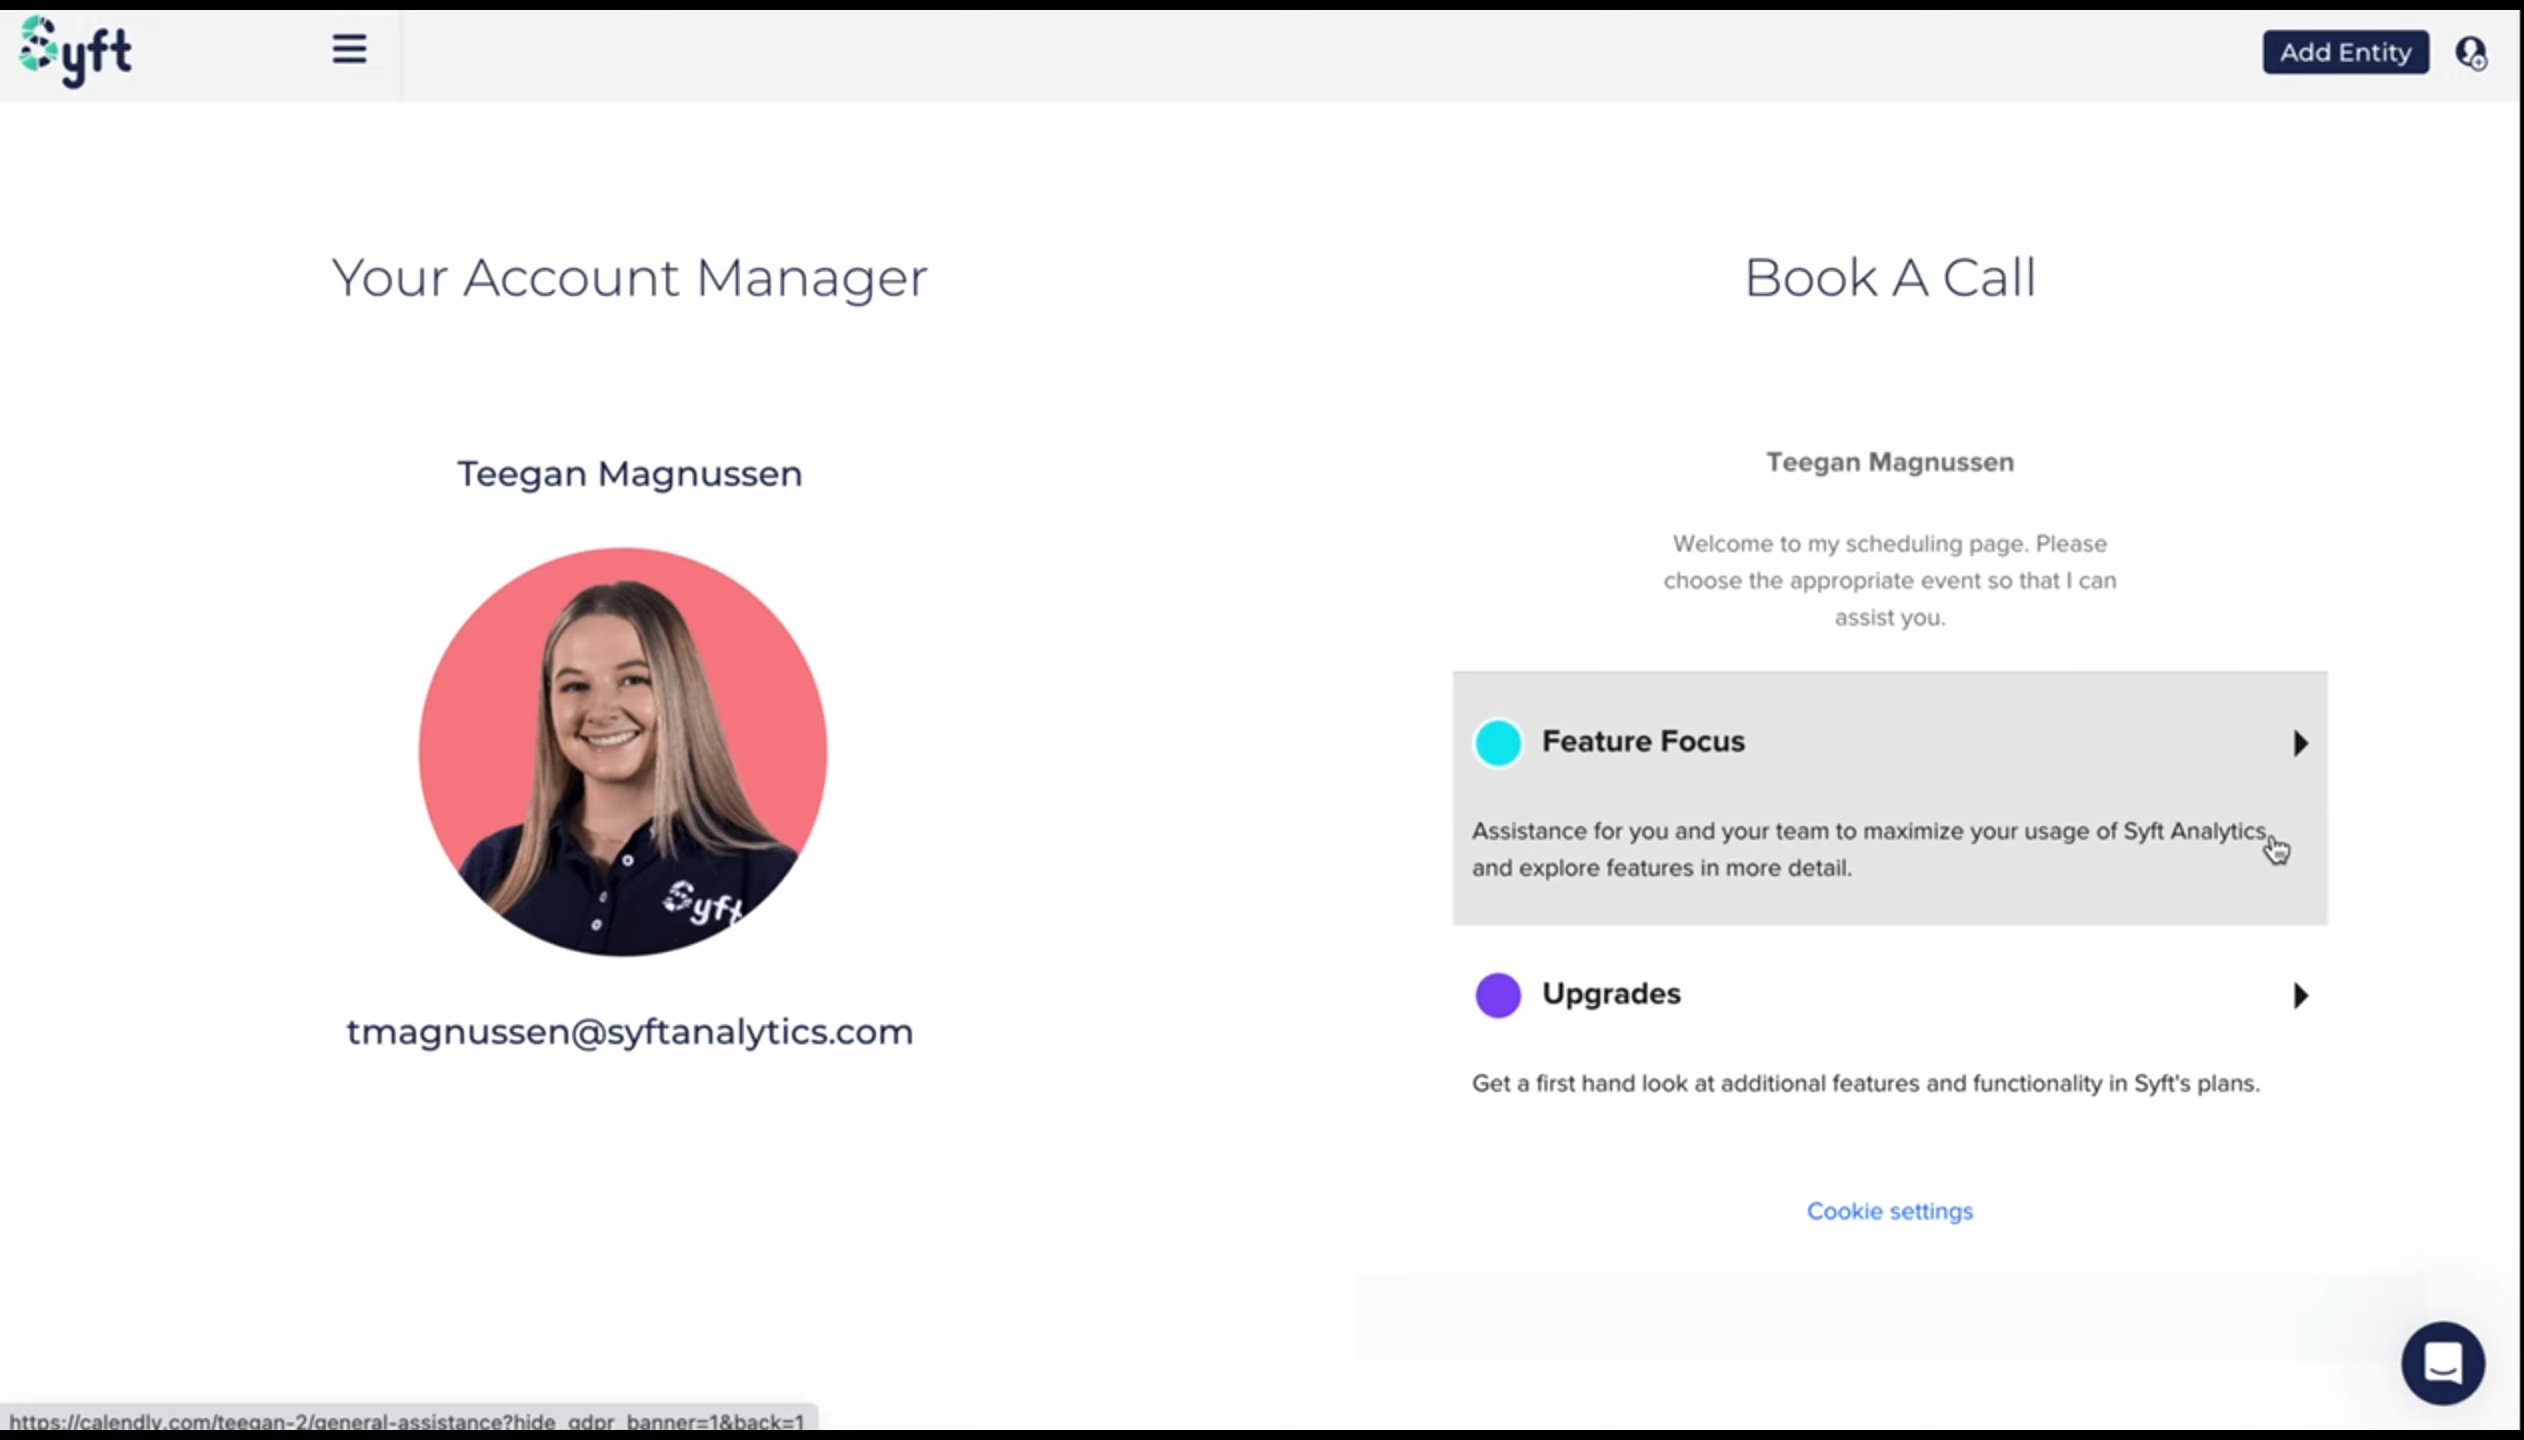 Syft
Add Entity
Your Account Manager
Teegan Magnussen
Syft
tmagnussen@syftanalytics.com
Book A Call
Teegan Magnussen
Welcome to my scheduling page. Please
choose the appropriate event so that I can
assist you.
Feature Focus
Assistance for you and your team to maximize your usage of Syft Analytics
and explore features in more detail.
Upgrades
Get a first hand look at additional features and functionality in Syft's plans.
Cookie settings
https://calendly.com/teegan-2/general-assistance?hide_gdpr_banner=1&back=1